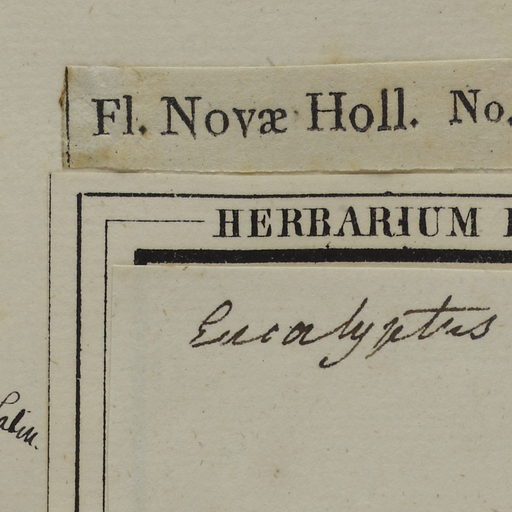 Fl. Novæ Holl. No.
HERBARIUM
Eucalyptus